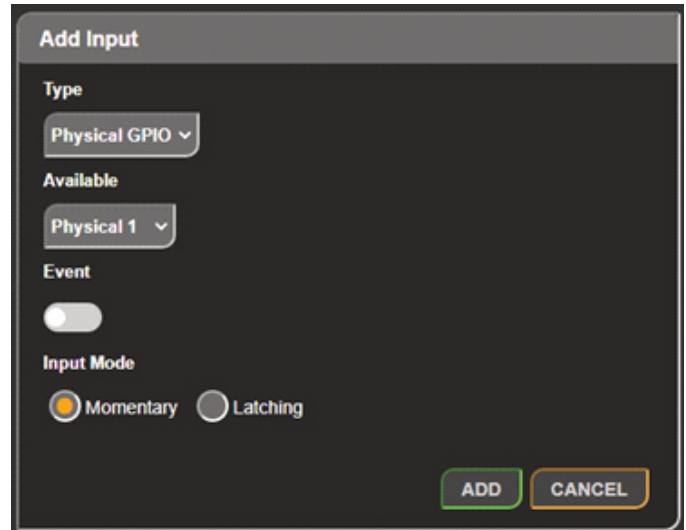 Add Input
Type
Physical GPIO
Available
Physical 1
Event
Input Mode
Momentary Latching
ADD CANCEL